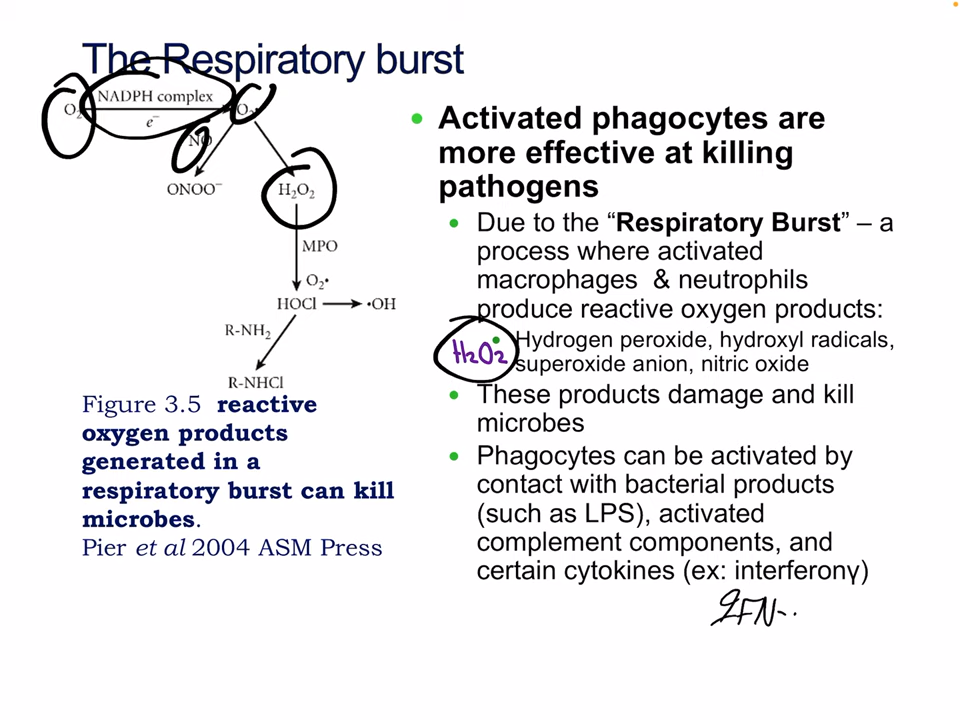 The Respiratory burst
O₂
NADPH complex
e⁻
O₂•
NO
ONOO⁻
H₂O₂
MPO
O₂•
HOCl
•OH
R-NH₂
R-NHCl
Figure 3.5 reactive
oxygen products
generated in a
respiratory burst can kill
microbes.
Pier et al 2004 ASM Press
• Activated phagocytes are
more effective at killing
pathogens
• Due to the “Respiratory Burst” – a
process where activated
macrophages & neutrophils
produce reactive oxygen products:
H₂O₂
• Hydrogen peroxide, hydroxyl radicals,
superoxide anion, nitric oxide
• These products damage and kill
microbes
• Phagocytes can be activated by
contact with bacterial products
(such as LPS), activated
complement components, and
certain cytokines (ex: interferonγ)
IFN-.